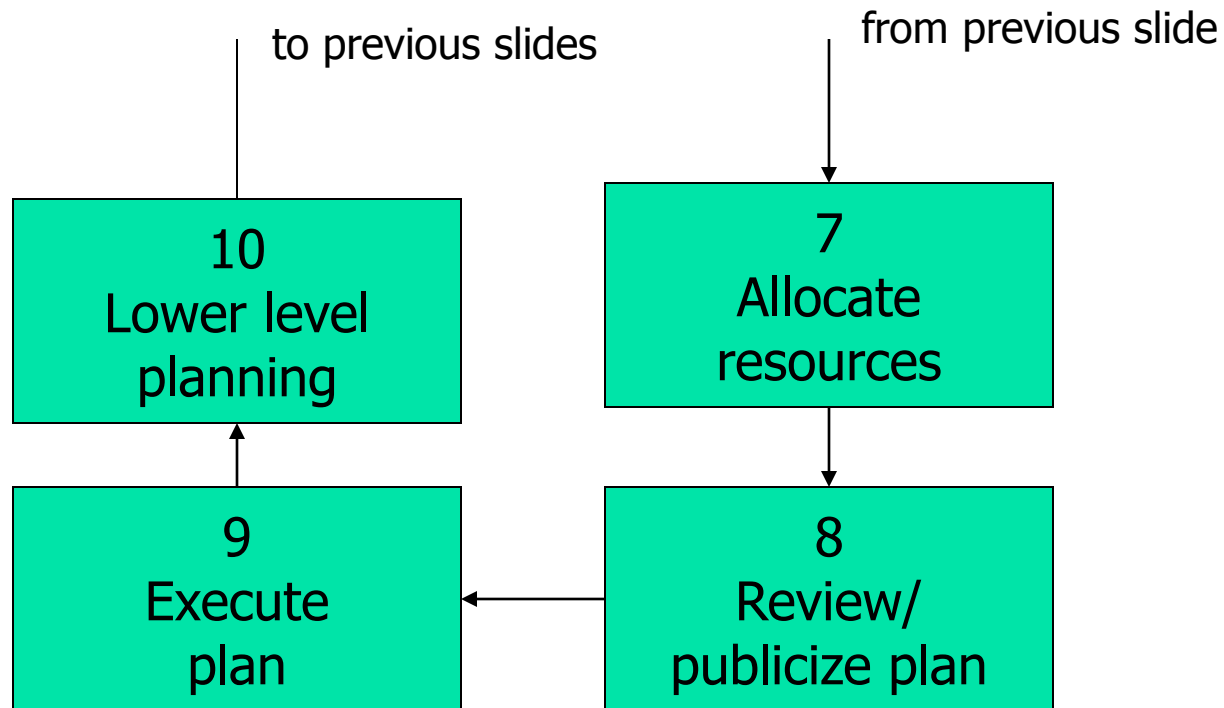 to previous slides
from previous slide
10
Lower level
planning
7
Allocate
resources
9
Execute
plan
8
Review/
publicize plan